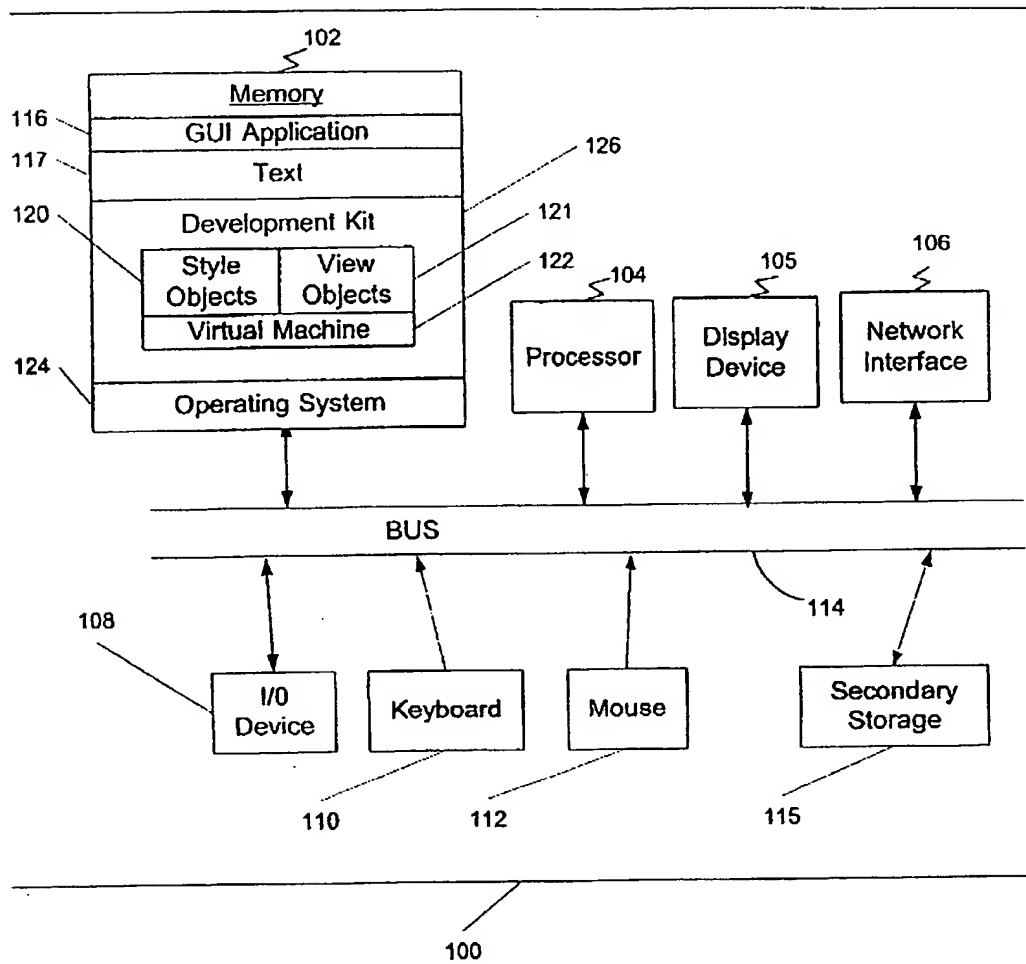 102
Memory
116
GUI Application
117
Text
126
120
Development Kit
121
Style
Objects
View
Objects
122
Virtual Machine
124
Operating System
104
Processor
105
Display
Device
106
Network
Interface
BUS
114
108
I/0
Device
Keyboard
Mouse
Secondary
Storage
110
112
115
100